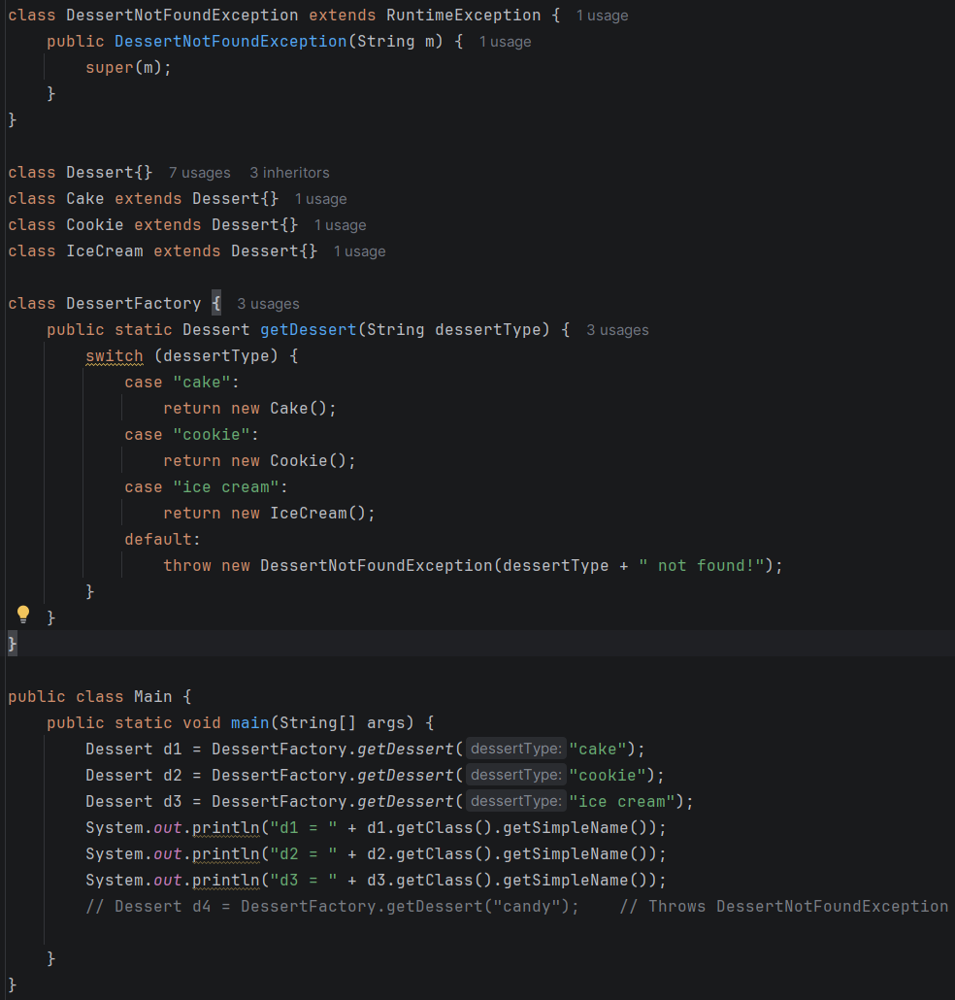 class DessertNotFoundException extends RuntimeException {  1 usage
    public DessertNotFoundException(String m) {  1 usage
        super(m);
    }
}

class Dessert{}  7 usages  3 inheritors
class Cake extends Dessert{}  1 usage
class Cookie extends Dessert{}  1 usage
class IceCream extends Dessert{}  1 usage

class DessertFactory {  3 usages
    public static Dessert getDessert(String dessertType) {  3 usages
        switch (dessertType) {
            case "cake":
                return new Cake();
            case "cookie":
                return new Cookie();
            case "ice cream":
                return new IceCream();
            default:
                throw new DessertNotFoundException(dessertType + " not found!");
        }
    }
}

public class Main {
    public static void main(String[] args) {
        Dessert d1 = DessertFactory.getDessert( dessertType: "cake");
        Dessert d2 = DessertFactory.getDessert( dessertType: "cookie");
        Dessert d3 = DessertFactory.getDessert( dessertType: "ice cream");
        System.out.println("d1 = " + d1.getClass().getSimpleName());
        System.out.println("d2 = " + d2.getClass().getSimpleName());
        System.out.println("d3 = " + d3.getClass().getSimpleName());
        // Dessert d4 = DessertFactory.getDessert("candy");    // Throws DessertNotFoundException

    }
}